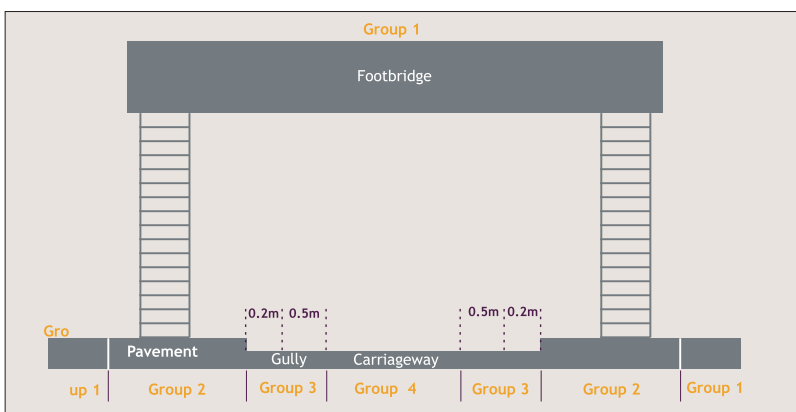 Group 1
Footbridge
0.2m 0.5m 0.5m 0.2m
Gro
Pavement
Gully Carriageway
up 1 Group 2 Group 3 Group 4 Group 3 Group 2 Group 1